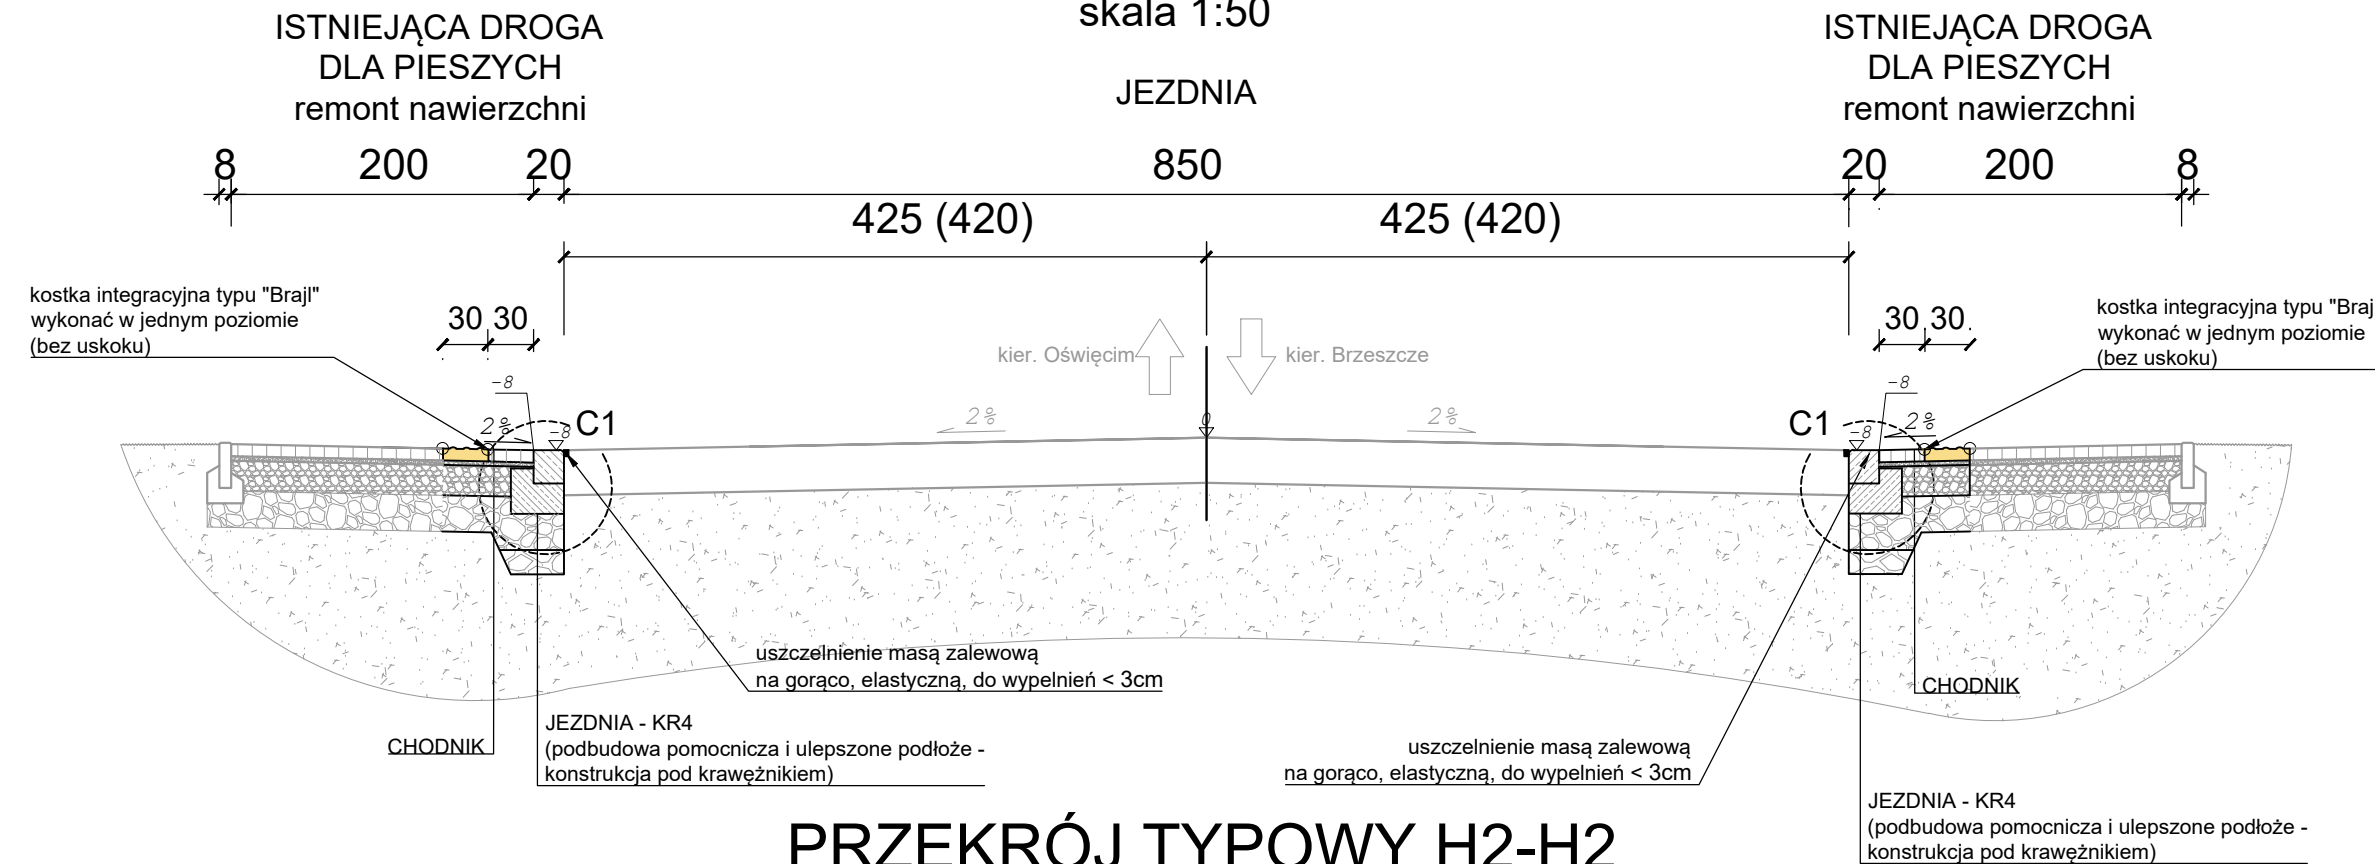 skala 1:50
ISTNIEJĄCA DROGA
DLA PIESZYCH
remont nawierzchni
JEZDNIA
ISTNIEJĄCA DROGA
DLA PIESZYCH
remont nawierzchni
8 200 20 850 20 200 8
425 (420) 425 (420)
kostka integracyjna typu "Brajl"
wykonać w jednym poziomie
(bez uskoku)
30 30
kier. Oświęcim
kier. Brzeszcze
30 30
kostka integracyjna typu "Braj
wykonać w jednym poziomie
(bez uskoku)
-8
2%
-8
C1
2%
0
2%
C1
-8
-8
2%
uszczelnienie masą zalewową
na gorąco, elastyczną, do wypelnień < 3cm
CHODNIK
JEZDNIA - KR4
(podbudowa pomocnicza i ulepszone podłoże -
konstrukcja pod krawężnikiem)
uszczelnienie masą zalewową
na gorąco, elastyczną, do wypelnień < 3cm
CHODNIK
JEZDNIA - KR4
(podbudowa pomocnicza i ulepszone podłoże -
konstrukcja pod krawężnikiem)
PRZEKRÓJ TYPOWY H2-H2